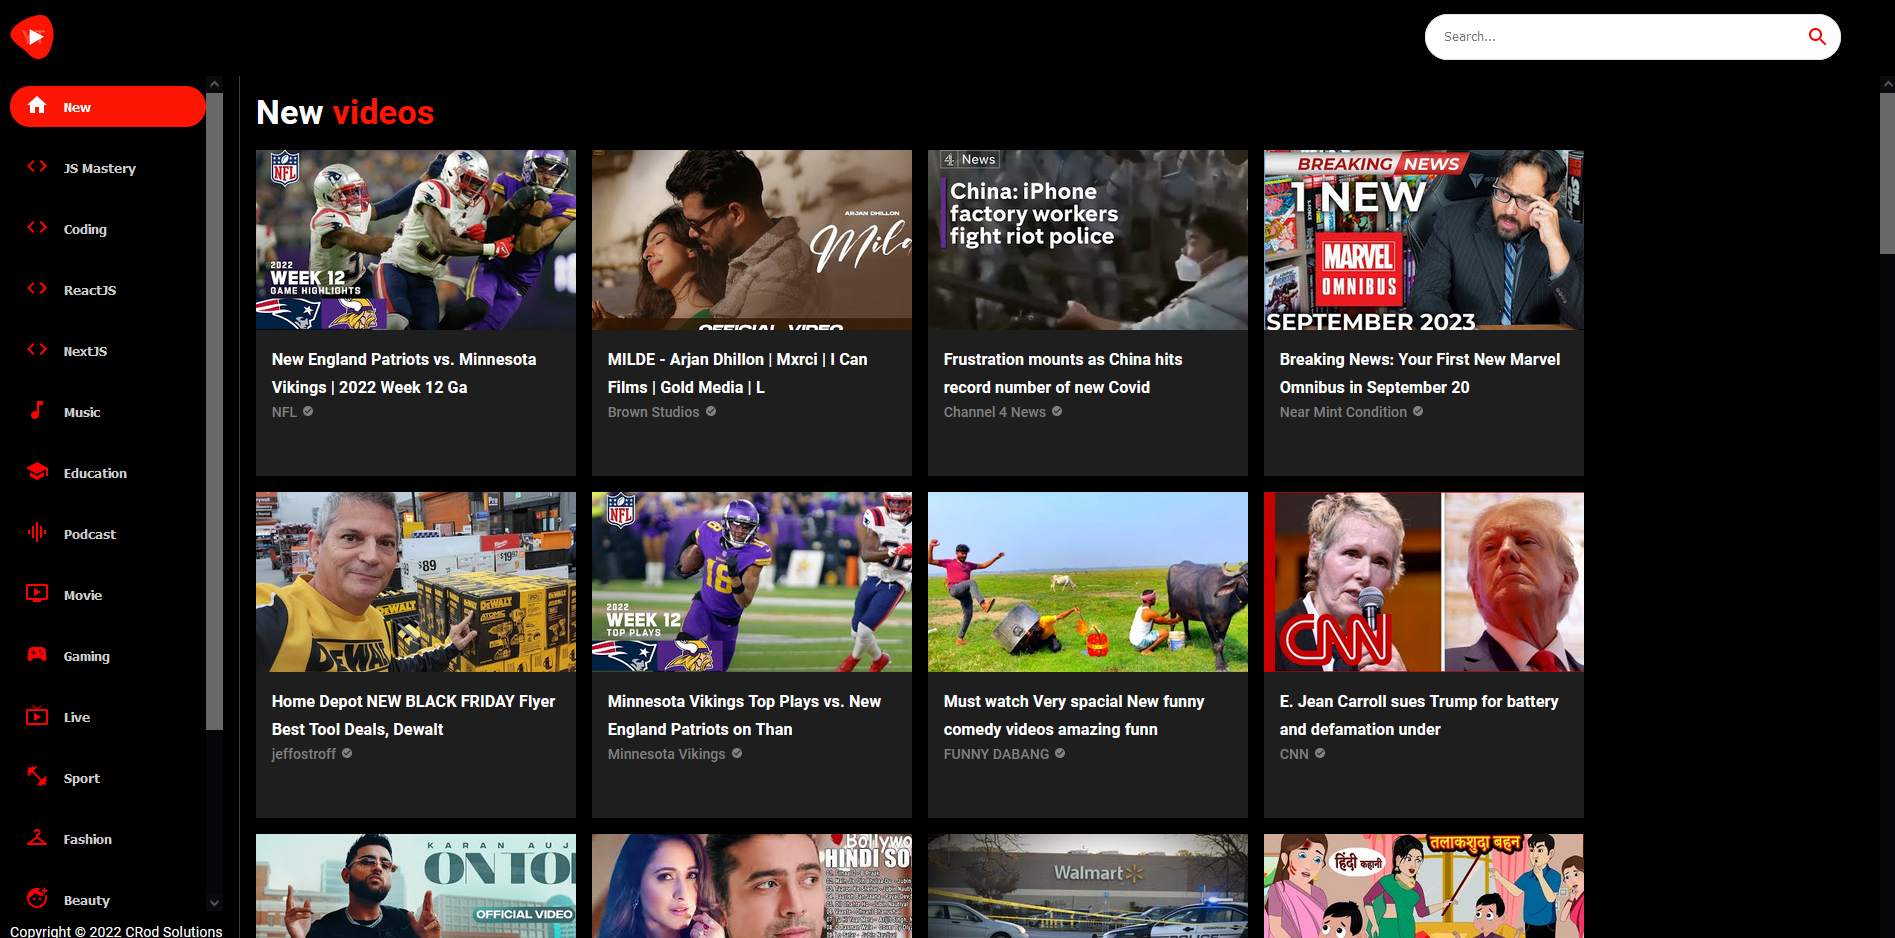 Search...
New
JS Mastery
Coding
ReactJS
NextJS
Music
Education
Podcast
Movie
Gaming
Live
Sport
Fashion
Beauty
Copyright © 2022 CRod Solutions
New videos
NFL
2022
WEEK 12
GAME HIGHLIGHTS
New England Patriots vs. Minnesota
Vikings | 2022 Week 12 Ga
NFL
ARJAN DHILLON
Milde
OFFICIAL VIDEO
MILDE - Arjan Dhillon | Mxrci | I Can
Films | Gold Media | L
Brown Studios
4 News
China: iPhone
factory workers
fight riot police
Frustration mounts as China hits
record number of new Covid
Channel 4 News
BREAKING NEWS
1 NEW
MARVEL
OMNIBUS
SEPTEMBER 2023
Breaking News: Your First New Marvel
Omnibus in September 20
Near Mint Condition
$89
$19.97
DEWALT
DEWALT
ATOMIC
DEWALT
Home Depot NEW BLACK FRIDAY Flyer
Best Tool Deals, Dewalt
jeffostroff
NFL
18
2022
WEEK 12
TOP PLAYS
Minnesota Vikings Top Plays vs. New
England Patriots on Than
Minnesota Vikings
Must watch Very spacial New funny
comedy videos amazing funn
FUNNY DABANG
CNN
E. Jean Carroll sues Trump for battery
and defamation under
CNN
KARAN AUJ
ON TO
OFFICIAL VIDEO
Bollywo
HINDI SO
Walmart
हिंदी कहानी
तलाकशुदा बहन